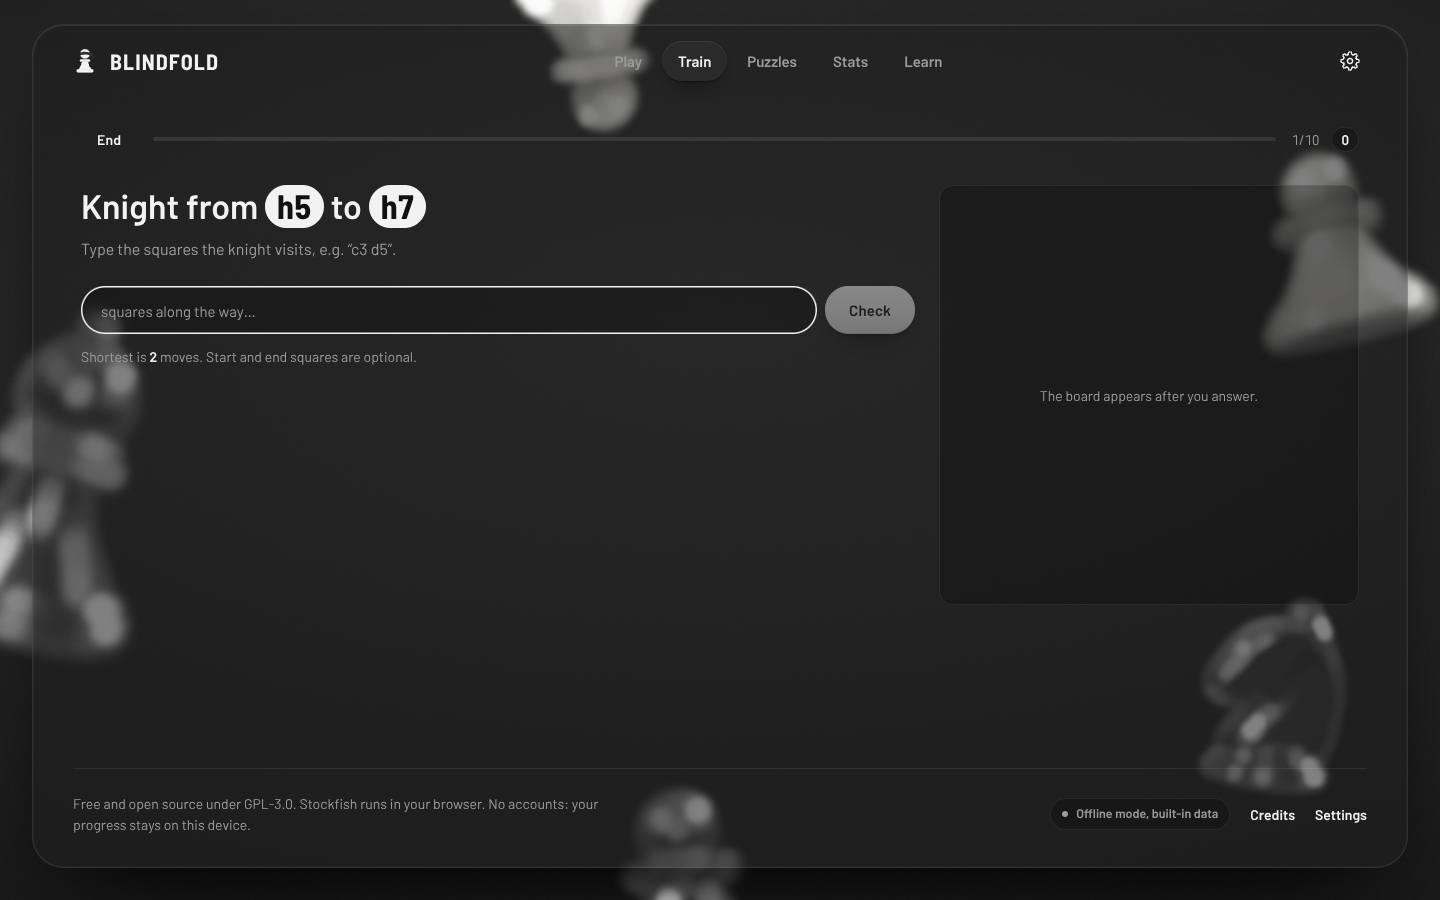 BLINDFOLD
Play Train Puzzles Stats Learn
End 1/10 0
Knight from h5 to h7
Type the squares the knight visits, e.g. “c3 d5”.
squares along the way...
Check
Shortest is 2 moves. Start and end squares are optional.
The board appears after you answer.
Free and open source under GPL-3.0. Stockfish runs in your browser. No accounts: your
progress stays on this device.
Offline mode, built-in data
Credits
Settings